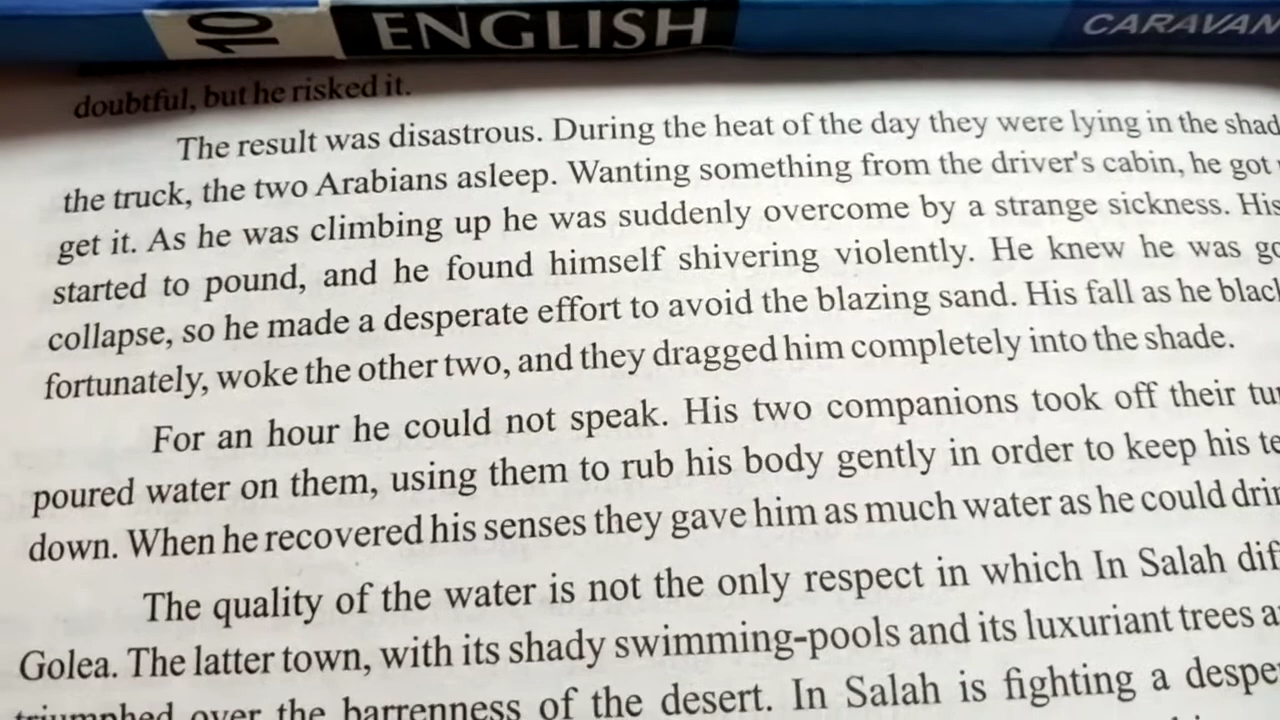 10 ENGLISH CARAVAN
doubtful, but he risked it.
The result was disastrous. During the heat of the day they were lying in the shad
the truck, the two Arabians asleep. Wanting something from the driver's cabin, he got
get it. As he was climbing up he was suddenly overcome by a strange sickness. His
started to pound, and he found himself shivering violently. He knew he was go
collapse, so he made a desperate effort to avoid the blazing sand. His fall as he blac
fortunately, woke the other two, and they dragged him completely into the shade.
For an hour he could not speak. His two companions took off their tu
poured water on them, using them to rub his body gently in order to keep his te
down. When he recovered his senses they gave him as much water as he could drin
The quality of the water is not the only respect in which In Salah dif
Golea. The latter town, with its shady swimming-pools and its luxuriant trees a
triumphed over the barrenness of the desert. In Salah is fighting a despe